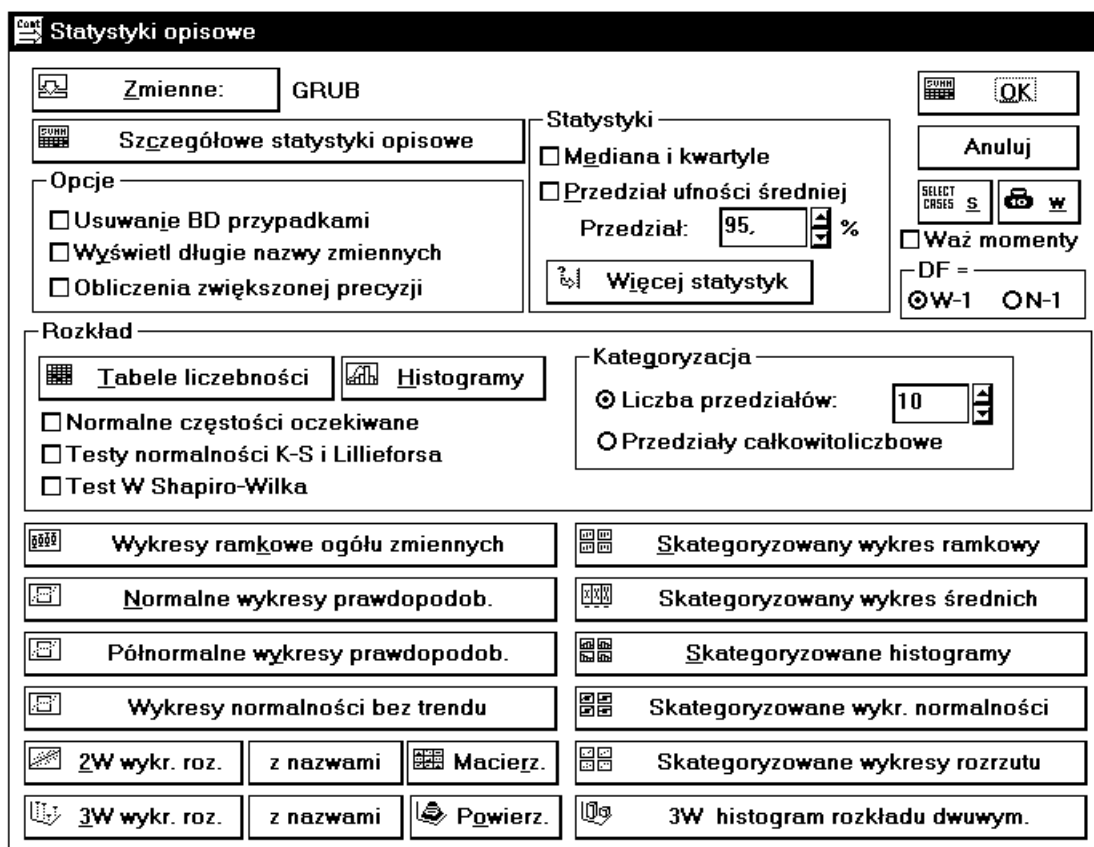 Statystyki opisowe
Zmienne: GRUB
OK
Szczegółowe statystyki opisowe
Statystyki
Anuluj
Mediana i kwartyle
Opcje
Przedział ufności średniej
SELECT CASES S
W
Usuwanie BD przypadkami
Przedział: 95, %
Waż momenty
Wyświetl długie nazwy zmiennych
DF =
Obliczenia zwiększonej precyzji
Więcej statystyk
W-1 N-1
Rozkład
Kategoryzacja
Tabele liczebności Histogramy
Liczba przedziałów: 10
Normalne częstości oczekiwane
Przedziały całkowitoliczbowe
Testy normalności K-S i Lillieforsa
Test W Shapiro-Wilka
Wykresy ramkowe ogółu zmiennych Skategoryzowany wykres ramkowy
Normalne wykresy prawdopodob. Skategoryzowany wykres średnich
Półnormalne wykresy prawdopodob. Skategoryzowane histogramy
Wykresy normalności bez trendu Skategoryzowane wykr. normalności
2W wykr. roz. z nazwami Macierz. Skategoryzowane wykresy rozrzutu
3W wykr. roz. z nazwami Powierz. 3W histogram rozkładu dwuwym.